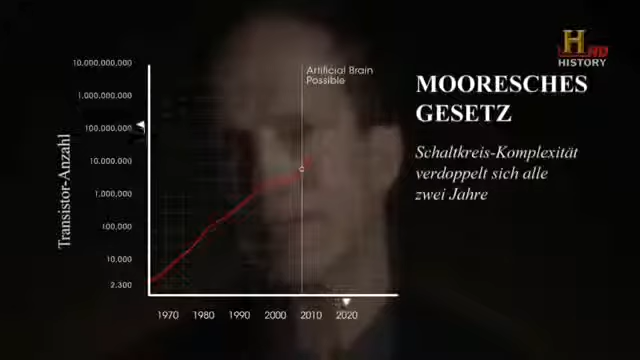 HD
HISTORY
10,000,000,000
1,000,000,000
100,000,000
10,000,000
1,000,000
100,000
10,000
2,300
Transistor-Anzahl
Artificial Brain
Possible
1970 1980 1990 2000 2010 2020
MOORESCHES
GESETZ
Schaltkreis-Komplexität
verdoppelt sich alle
zwei Jahre